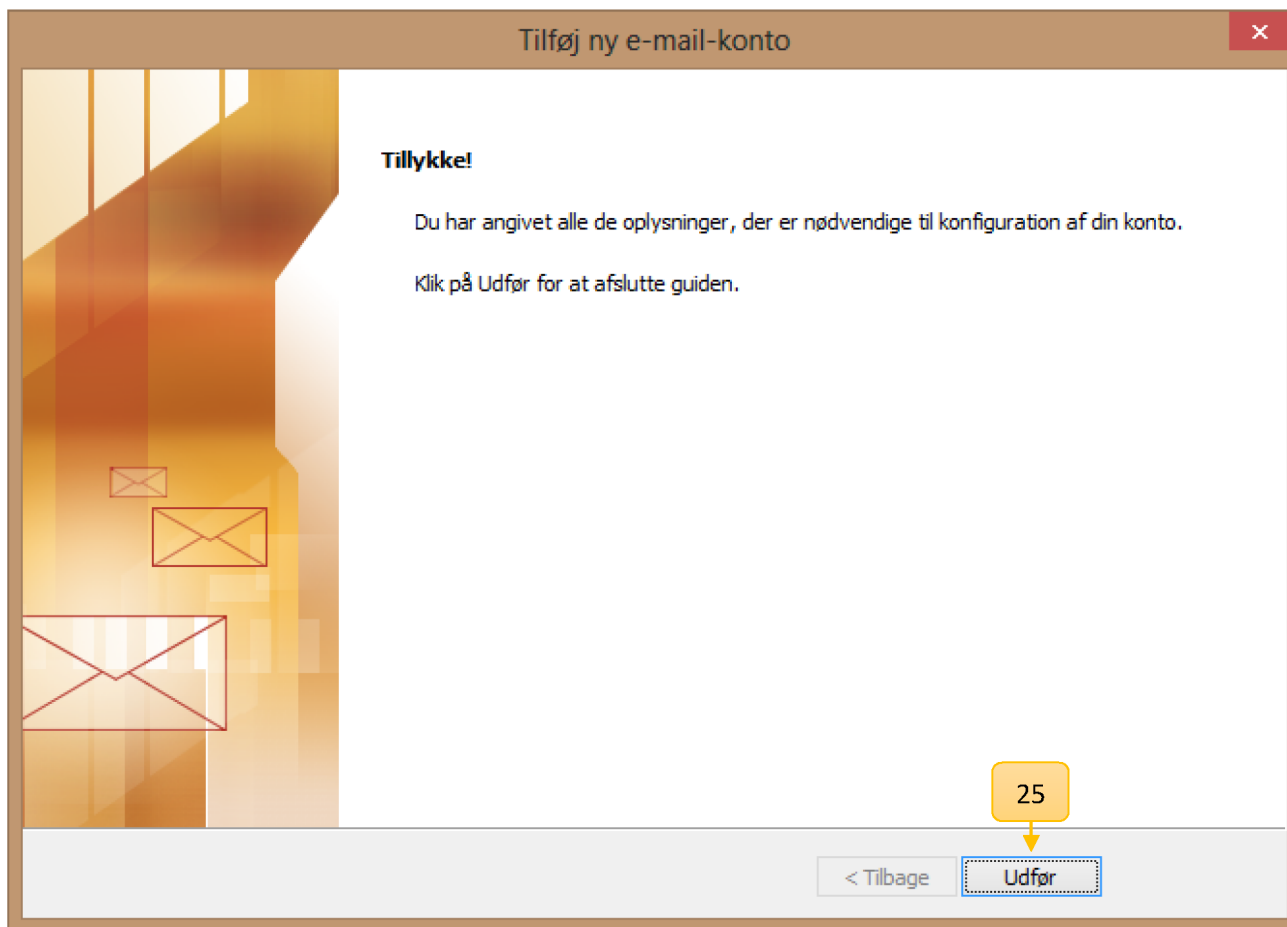 Tilføj ny e-mail-konto
×
Tillykke!
Du har angivet alle de oplysninger, der er nødvendige til konfiguration af din konto.
Klik på Udfør for at afslutte guiden.
25
< Tilbage
Udfør